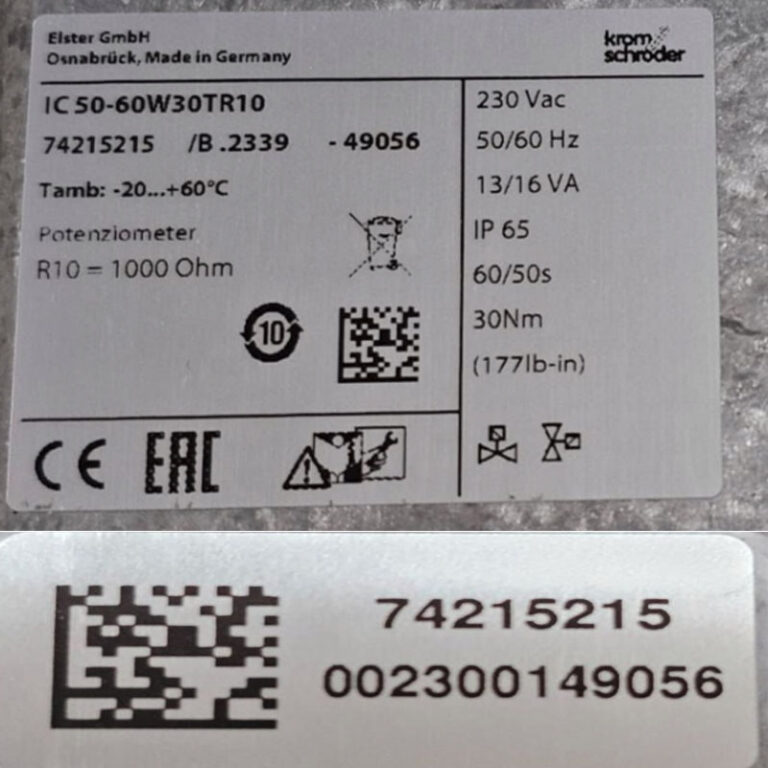 Elster GmbH
Osnabrück, Made in Germany
krom
schröder
IC 50-60W30TR10
74215215 /B .2339 - 49056
Tamb: -20...+60°C
Potenziometer
R10 = 1000 Ohm
10
230 Vac
50/60 Hz
13/16 VA
IP 65
60/50s
30Nm
(177lb-in)
CE EAC
74215215
002300149056